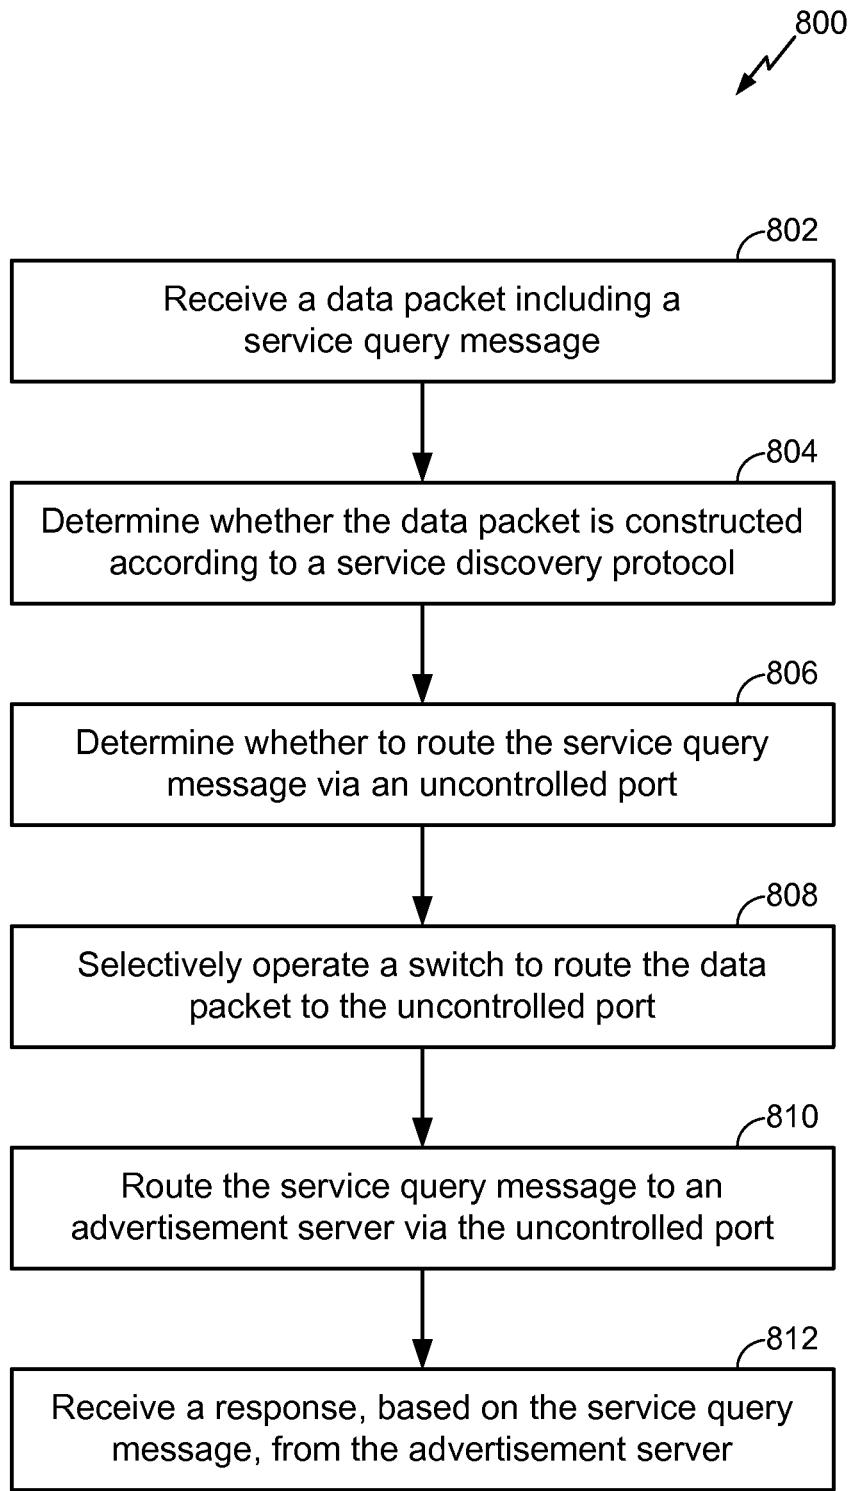 800
802
Receive a data packet including a
service query message
804
Determine whether the data packet is constructed
according to a service discovery protocol
806
Determine whether to route the service query
message via an uncontrolled port
808
Selectively operate a switch to route the data
packet to the uncontrolled port
810
Route the service query message to an
advertisement server via the uncontrolled port
812
Receive a response, based on the service query
message, from the advertisement server